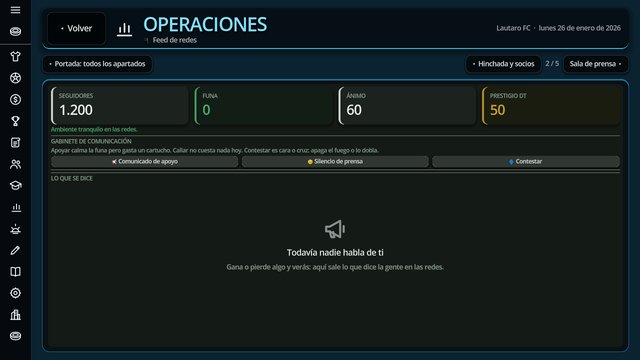 Volver
OPERACIONES
Feed de redes
Lautaro FC · lunes 26 de enero de 2026
Portada: todos los apartados
Hinchada y socios
2 / 5
Sala de prensa
SEGUIDORES
1.200
FUNA
0
ÁNIMO
60
PRESTIGIO DT
50
Ambiente tranquilo en las redes.
GABINETE DE COMUNICACIÓN
Apoyar calma la funa pero gasta un cartucho. Callar no cuesta nada hoy. Contestar es cara o cruz: apaga el fuego o lo dobla.
Comunicado de apoyo
Silencio de prensa
Contestar
LO QUE SE DICE
Todavía nadie habla de ti
Gana o pierde algo y verás: aquí sale lo que dice la gente en las redes.